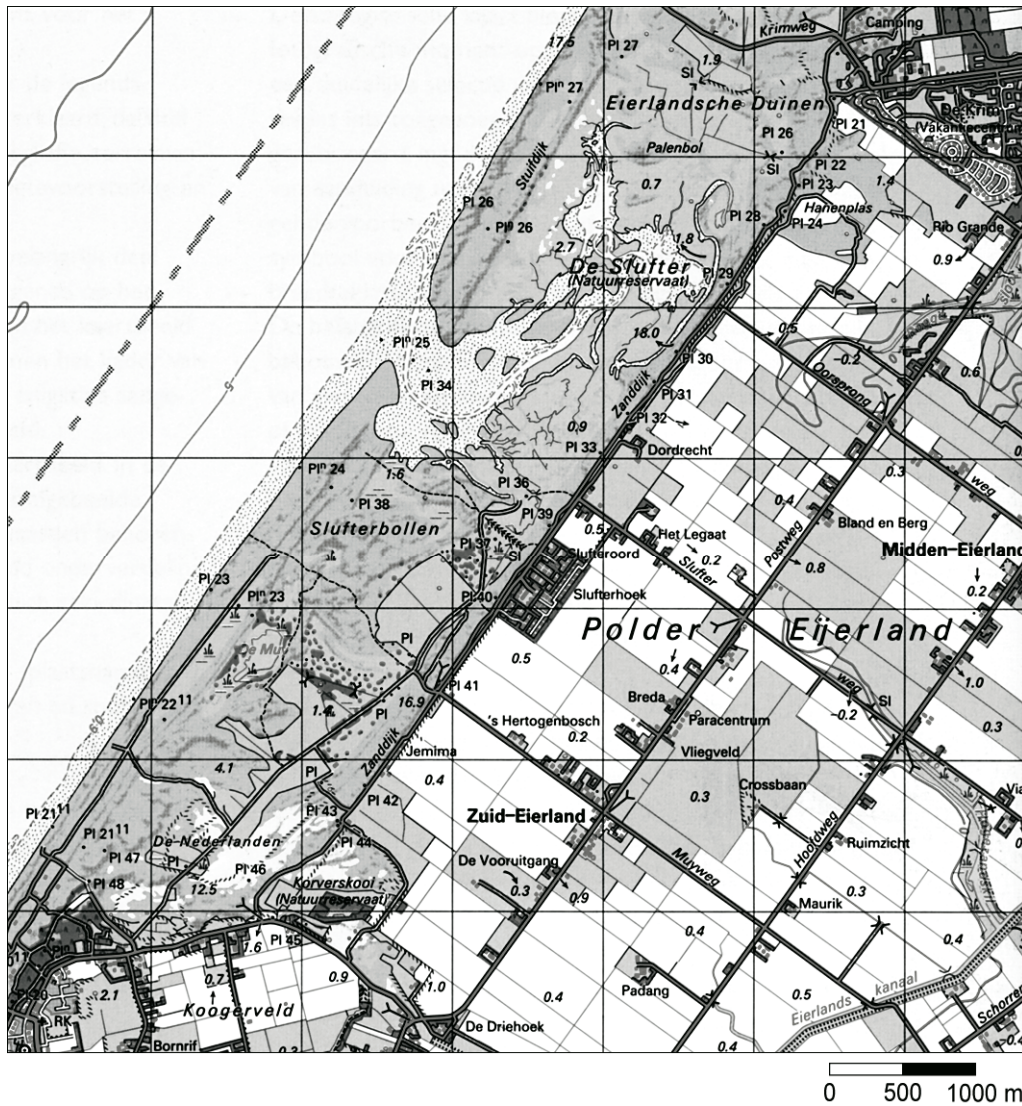 Krimweg
Camping
17.5
Pl 27
1.9
Sl
Plⁿ 27
Eierlandsche Duinen
De Krim
(Vakantiecentrum)
Pl 21
Pl 26
Palenbol
Stuifdijk
Sl
Pl 22
1.4
0.7
Pl 23
Pl 26
Hanenplas
Pl 28
Pl 24
Rio Grande
Plⁿ 26
1.8
2.7
0.9
De Slufter
(Natuurreservaat)
Pl 29
0.5
18.0
Plⁿ 25
-0.2
Pl 30
0.6
Oorsprong
Pl 34
Zanddijk
Pl 31
Pl 32
0.9
Pl 33
Dordrecht
Plⁿ 24
0.3
1.6
weg
Pl 36
0.4
Pl 38
Pl 39
Bland en Berg
Slufterbollen
0.5
Het Legaat
Postweg
Pl 37
Sl
Slufteroord
0.2
Midden-Eierland
Slufter
0.8
Pl 23
0.2
Plⁿ 23
Pl 40
Slufterhoek
Polder Eijerland
Pl
De Muy
0.5
0.4
Pl 41
weg
1.0
Breda
Sl
Plⁿ 22¹¹
1.4
Pl
16.9
-0.2
's Hertogenbosch
0.2
Paracentrum
0.3
Jemima
Vliegveld
Zanddijk
4.1
Pl
0.4
Crossbaan
0.3
Pl 42
Pl 21¹¹
Pl 43
Zuid-Eierland
Pl 21¹¹
De Nederlanden
Pl 44
Hoofdweg
Ruimzicht
Pl 47
Pl
De Vooruitgang
Muyweg
Pl 46
Pl 48
Korverskooi
12.5
(Natuurreservaat)
0.3
0.9
0.3
Maurik
0.4
Pl 45
1.6
0.4
0.7
0.9
2.1
1.0
Padang
0.5
Eierlands kanaal
Koogerveld
0.4
RK
De Driehoek
Schorren
Bornrif
0.4
0.3
0 500 1000 m